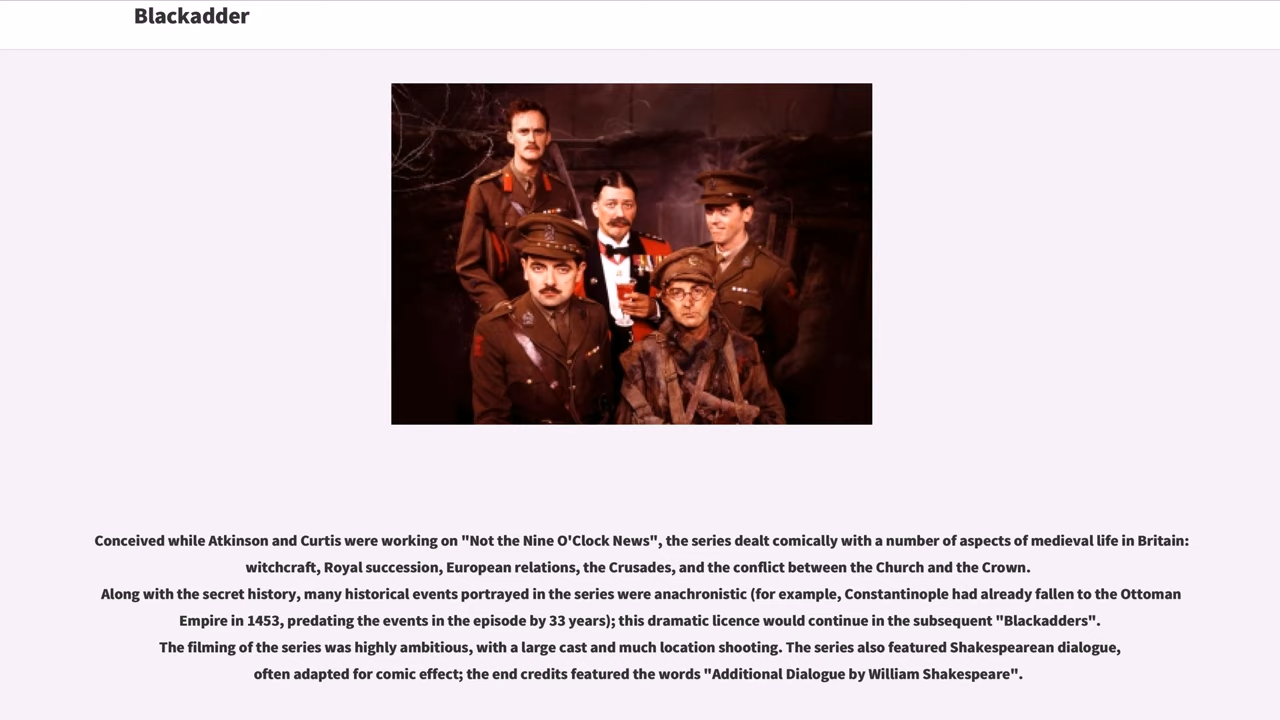 Blackadder
Conceived while Atkinson and Curtis were working on "Not the Nine O'Clock News", the series dealt comically with a number of aspects of medieval life in Britain:
witchcraft, Royal succession, European relations, the Crusades, and the conflict between the Church and the Crown.
Along with the secret history, many historical events portrayed in the series were anachronistic (for example, Constantinople had already fallen to the Ottoman
Empire in 1453, predating the events in the episode by 33 years); this dramatic licence would continue in the subsequent "Blackadders".
The filming of the series was highly ambitious, with a large cast and much location shooting. The series also featured Shakespearean dialogue,
often adapted for comic effect; the end credits featured the words "Additional Dialogue by William Shakespeare".